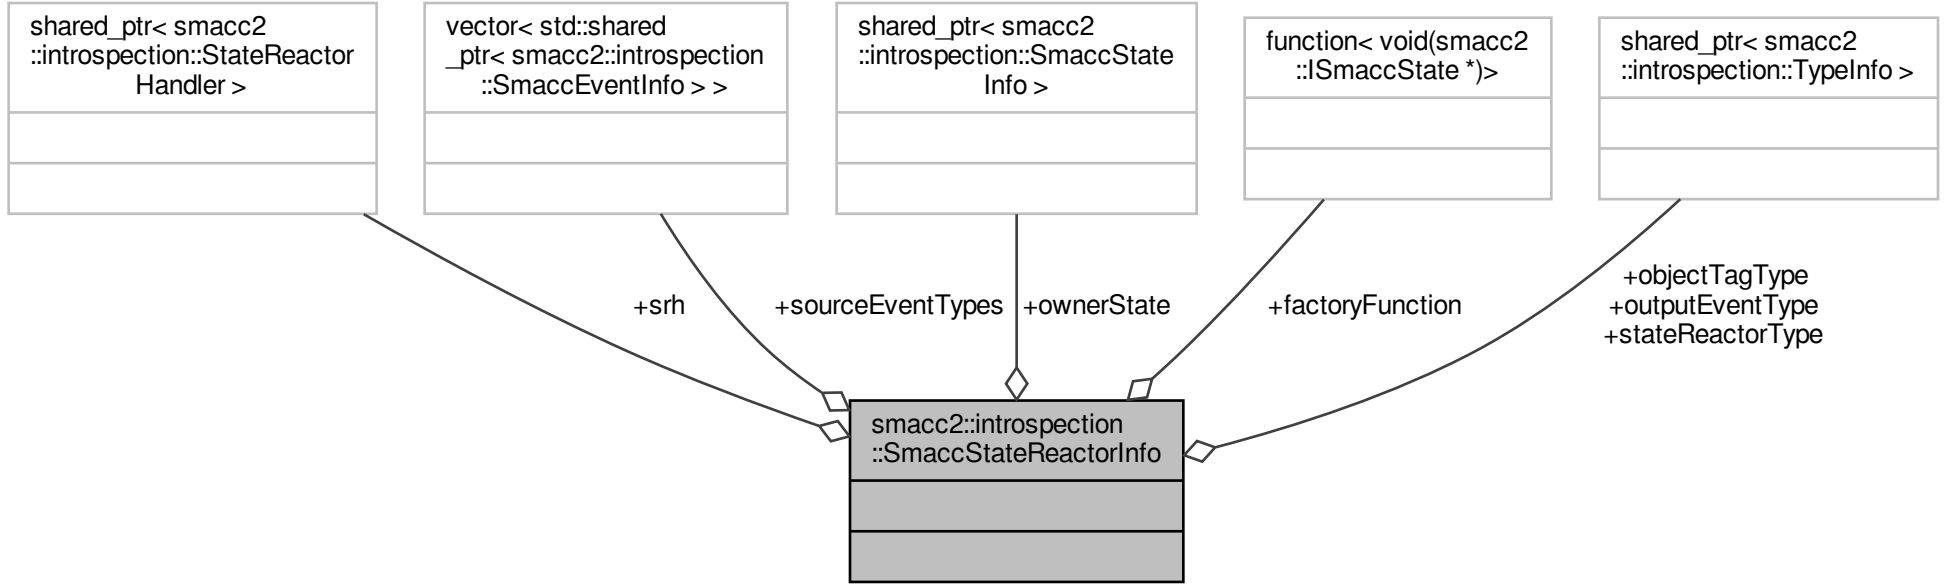 shared_ptr< smacc2
::introspection::StateReactor
Handler >
vector< std::shared
_ptr< smacc2::introspection
::SmaccEventInfo > >
shared_ptr< smacc2
::introspection::SmaccState
Info >
function< void(smacc2
::ISmaccState *)>
shared_ptr< smacc2
::introspection::TypeInfo >
+srh
+sourceEventTypes
+ownerState
+factoryFunction
+objectTagType
+outputEventType
+stateReactorType
smacc2::introspection
::SmaccStateReactorInfo